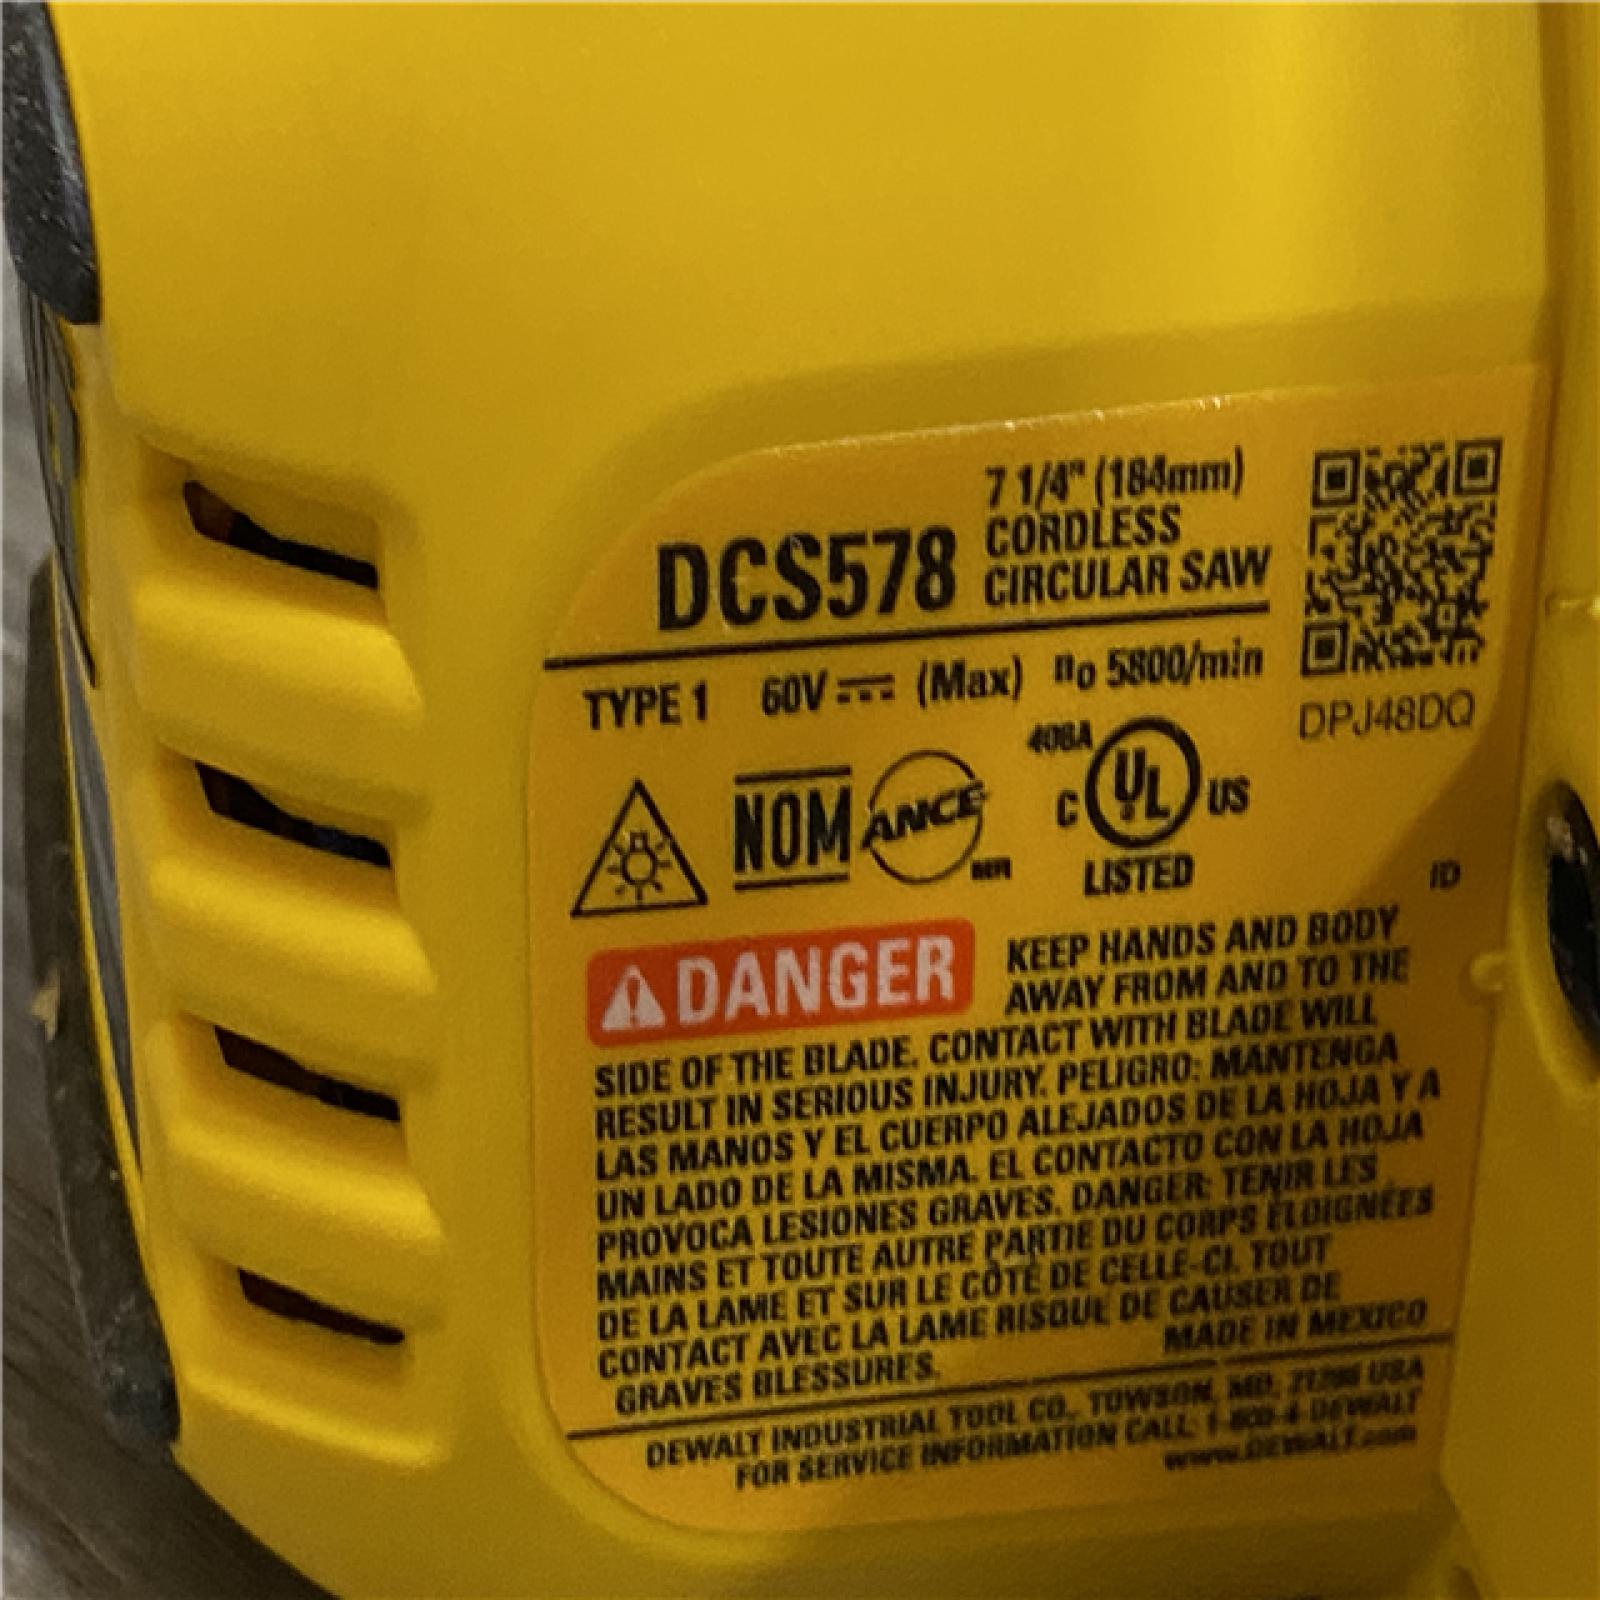 7 1/4" (184mm)
DCS578 CORDLESS
CIRCULAR SAW
TYPE 1 60V (Max) no 5800/min
DPJ48DQ
408A
NOM ANCE C UL US
LISTED
ID
DANGER KEEP HANDS AND BODY
AWAY FROM AND TO THE
SIDE OF THE BLADE. CONTACT WITH BLADE WILL
RESULT IN SERIOUS INJURY. PELIGRO: MANTENGA
LAS MANOS Y EL CUERPO ALEJADOS DE LA HOJA Y A
UN LADO DE LA MISMA. EL CONTACTO CON LA HOJA
PROVOCA LESIONES GRAVES. DANGER: TENIR LES
MAINS ET TOUTE AUTRE PARTIE DU CORPS ÉLOIGNÉES
DE LA LAME ET SUR LE CÔTÉ DE CELLE-CI. TOUT
CONTACT AVEC LA LAME RISQUE DE CAUSER DE
GRAVES BLESSURES.
MADE IN MEXICO
DEWALT INDUSTRIAL TOOL CO., TOWSON, MD, 21286 USA
FOR SERVICE INFORMATION CALL: 1-800-4-DEWALT
www.DEWALT.com